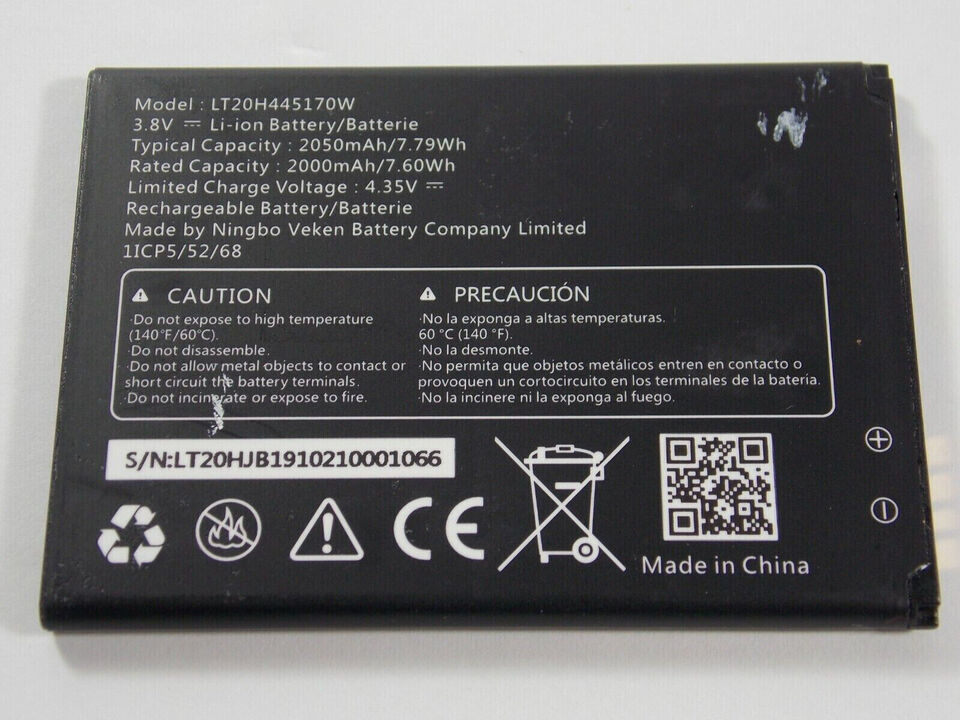 Model : LT20H445170W
3.8V ⎓ Li-ion Battery/Batterie
Typical Capacity : 2050mAh/7.79Wh
Rated Capacity : 2000mAh/7.60Wh
Limited Charge Voltage : 4.35V ⎓
Rechargeable Battery/Batterie
Made by Ningbo Veken Battery Company Limited
1ICP5/52/68
CAUTION
·Do not expose to high temperature
(140°F/60°C).
·Do not disassemble.
·Do not allow metal objects to contact or
short circuit the battery terminals.
·Do not incinerate or expose to fire.
PRECAUCIÓN
·No la exponga a altas temperaturas.
60 °C (140 °F).
·No la desmonte.
·No permita que objetos metálicos entren en contacto o
provoquen un cortocircuito en los terminales de la batería.
·No la incinere ni la exponga al fuego.
S/N:LT20HJB1910210001066
CE
Made in China